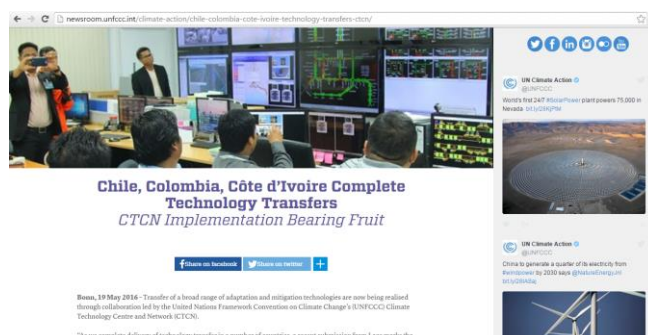 newsroom.unfccc.int/climate-action/chile-colombia-cote-ivoire-technology-transfers-ctcn/
Chile, Colombia, Côte d'Ivoire Complete
Technology Transfers
CTCN Implementation Bearing Fruit
Share on facebook
Share on twitter
Bonn, 19 May 2016 - Transfer of a broad range of adaptation and mitigation technologies are now being realised
through collaboration led by the United Nations Framework Convention on Climate Change's (UNFCCC) Climate
Technology Centre and Network (CTCN).
UN Climate Action
@UNFCCC
World's first 24/7 #SolarPower plant powers 75,000 in
Nevada
UN Climate Action
@UNFCCC
China to generate a quarter of its electricity from
#windpower by 2030 says @NatureEnergyJnl